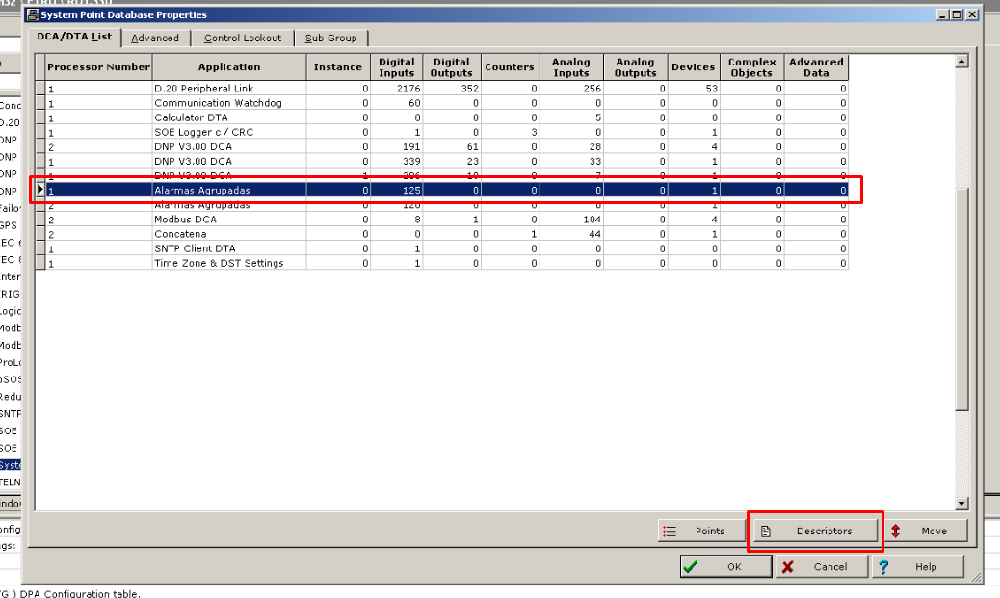 System Point Database Properties
DCA/DTA List Advanced Control Lockout Sub Group
Processor Number Application Instance Digital Inputs Digital Outputs Counters Analog Inputs Analog Outputs Devices Complex Objects Advanced Data
1 D.20 Peripheral Link 0 2176 352 0 256 0 53 0 0
1 Communication Watchdog 0 60 0 0 0 0 0 0 0
1 Calculator DTA 0 0 0 0 5 0 0 0 0
1 SOE Logger c / CRC 0 1 0 3 0 0 1 0 0
2 DNP V3.00 DCA 0 191 61 0 28 0 4 0 0
1 DNP V3.00 DCA 0 339 23 0 33 0 1 0 0
1 DNP V3.00 DCA 1 0 7 0 1 0 0
1 Alarmas Agrupadas 0 125 0 0 0 0 1 0 0
2 Alarmas Agrupadas 0 120 0 0 0 0 1 0 0
2 Modbus DCA 0 8 1 0 104 0 4 0 0
2 Concatena 0 0 0 1 44 0 1 0 0
1 SNTP Client DTA 0 1 0 0 0 0 0 0 0
1 Time Zone & DST Settings 0 1 0 0 0 0 0 0 0
Points Descriptors Move
OK Cancel Help
Conc
D.20
DNP
DNP
DNP
DNP
Failo
GPS
IEC
IEC
Inter
IRIG
Logic
Modb
Modb
ProL
pSOS
Redu
SNTP
SOE
SOE
Syste
TELN
indo
onfig
gs:
FG ) DPA Configuration table.